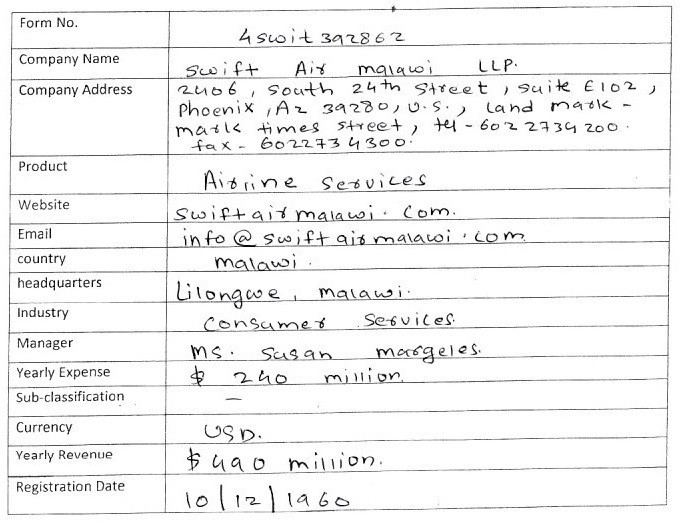 Form No. 4swit392862
Company Name Swift Air malawi LLP.
Company Address 2406, South 24th Street, Suite E102,
Phoenix, AZ 39280, U.S., Land mark -
mark times street, tel - 602 2734 200.
fax - 6022734300.
Product Airline Services
Website swiftairmalawi.com.
Email info@swiftairmalawi.com
country malawi.
headquarters Lilongwe, malawi.
Industry Consumer Services.
Manager ms. Susan margeles.
Yearly Expense $ 240 million.
Sub-classification —
Currency USD.
Yearly Revenue $490 million.
Registration Date 10/12/1960